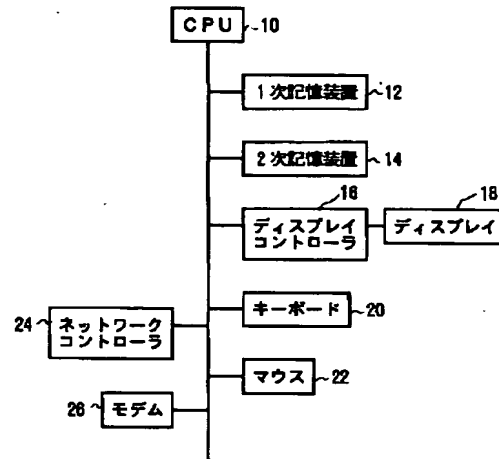 CPU
10
1次記憶装置
12
2次記憶装置
14
16
18
ディスプレイ
コントローラ
ディスプレイ
24
ネットワーク
コントローラ
キーボード
20
マウス
22
26
モデム